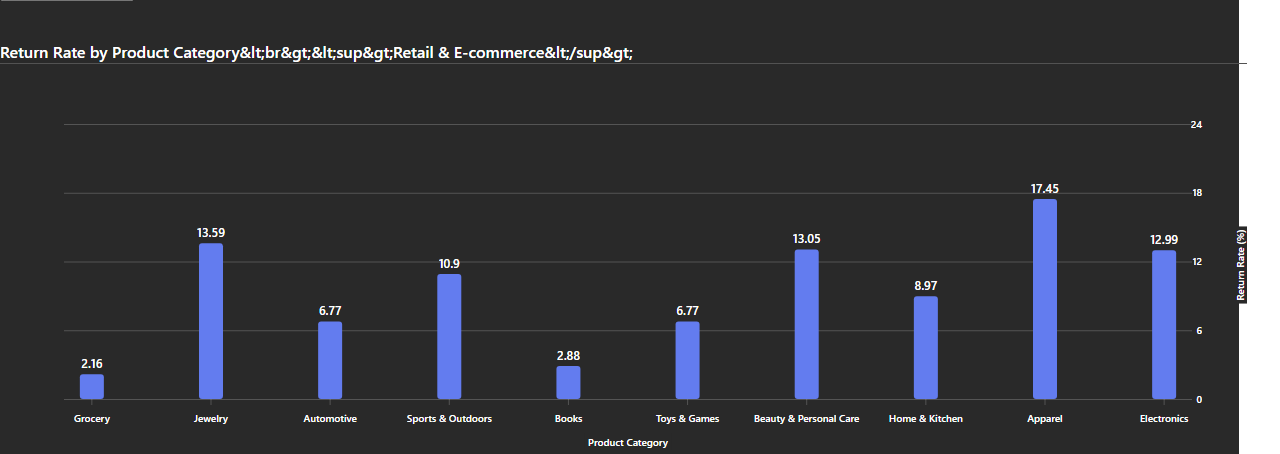 Return Rate by Product Category&lt;br&gt;&lt;sup&gt;Retail & E-commerce&lt;/sup&gt;
24
18
12
6
0
Return Rate (%)
2.16
13.59
6.77
10.9
2.88
6.77
13.05
8.97
17.45
12.99
Grocery
Jewelry
Automotive
Sports & Outdoors
Books
Toys & Games
Beauty & Personal Care
Home & Kitchen
Apparel
Electronics
Product Category